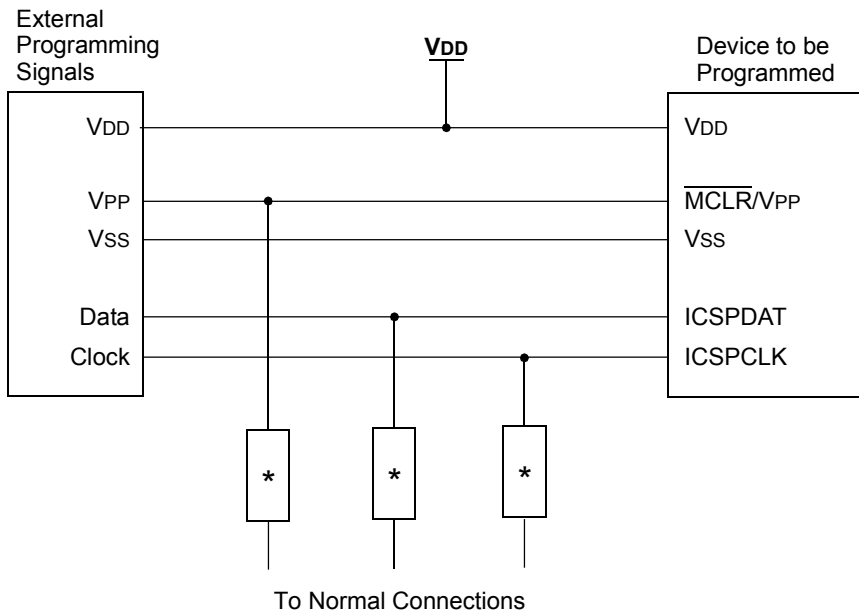 External
Programming
Signals
VDD
Device to be
Programmed
VDD
VDD
VPP
MCLR/VPP
VSS
VSS
Data
ICSPDAT
Clock
ICSPCLK
*
*
*
To Normal Connections